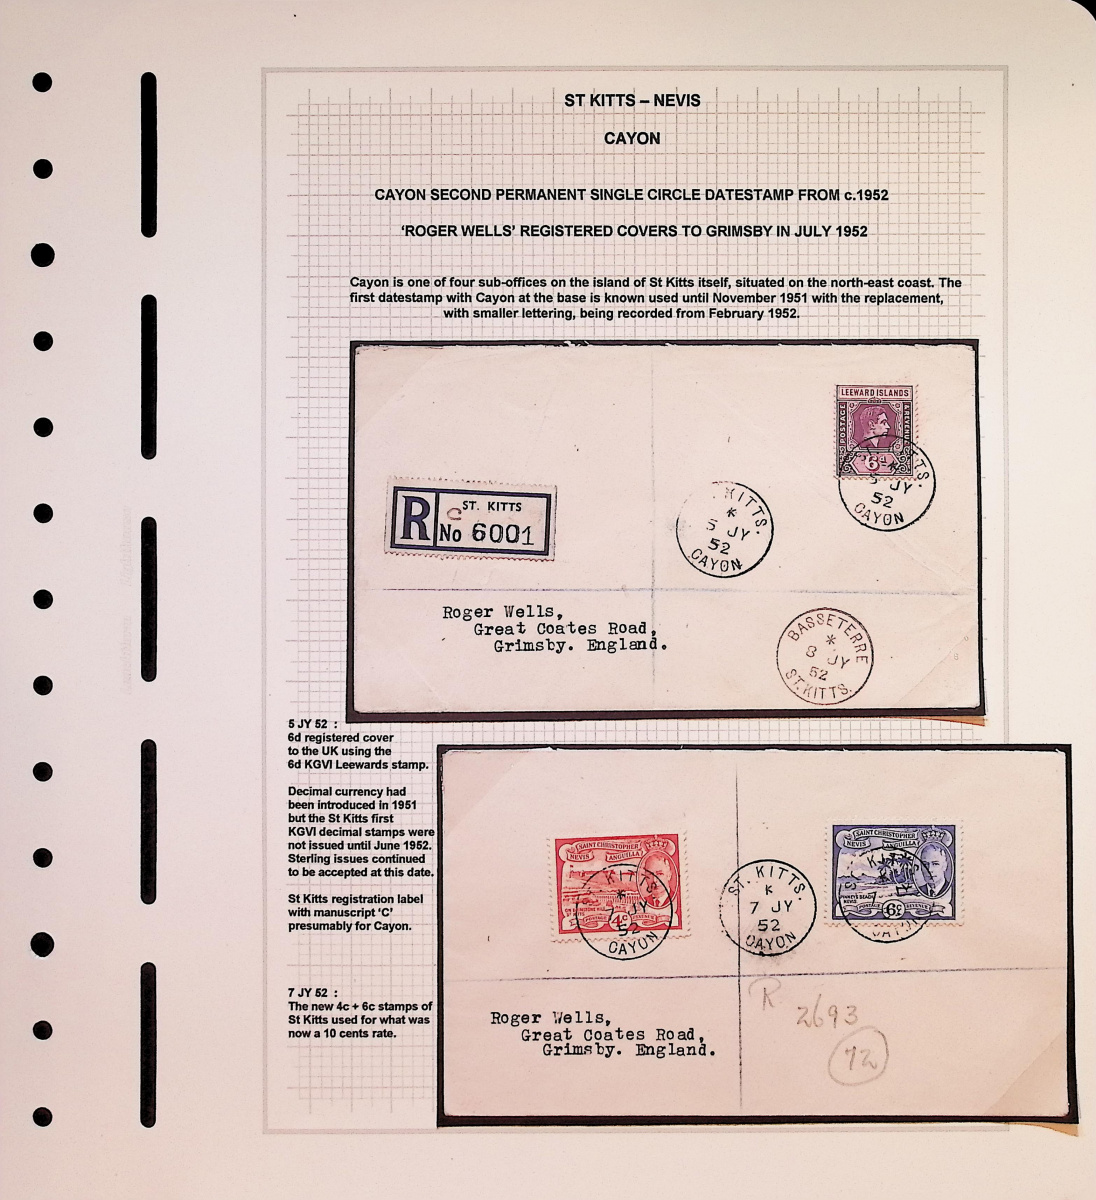 ST KITTS – NEVIS
CAYON
CAYON SECOND PERMANENT SINGLE CIRCLE DATESTAMP FROM c.1952
‘ROGER WELLS’ REGISTERED COVERS TO GRIMSBY IN JULY 1952
Cayon is one of four sub-offices on the island of St Kitts itself, situated on the north-east coast. The
first datestamp with Cayon at the base is known used until November 1951 with the replacement,
with smaller lettering, being recorded from February 1952.
LEEWARD ISLANDS
POSTAGE
& REVENUE
6d
KITTS.
5 JY
52
CAYON
KITTS.
*
5 JY
52
CAYON
R
ST. KITTS
C
No 6001
Roger Wells,
Great Coates Road,
Grimsby. England.
BASSETERRE
*
8 JY
52
ST. KITTS.
5 JY 52 :
6d registered cover
to the UK using the
6d KGVI Leewards stamp.
Decimal currency had
been introduced in 1951
but the St Kitts first
KGVI decimal stamps were
not issued until June 1952.
Sterling issues continued
to be accepted at this date.
St Kitts registration label
with manuscript ‘C’
presumably for Cayon.
7 JY 52 :
The new 4c + 6c stamps of
St Kitts used for what was
now a 10 cents rate.
SAINT CHRISTOPHER
NEVIS
ANGUILLA
4c
POSTAGE
REVENUE
KITTS.
7 JY
52
CAYON
ST. KITTS.
7 JY
52
CAYON
SAINT CHRISTOPHER
NEVIS
ANGUILLA
6c
POSTAGE
REVENUE
Roger Wells,
Great Coates Road,
Grimsby. England.
R
2693
72